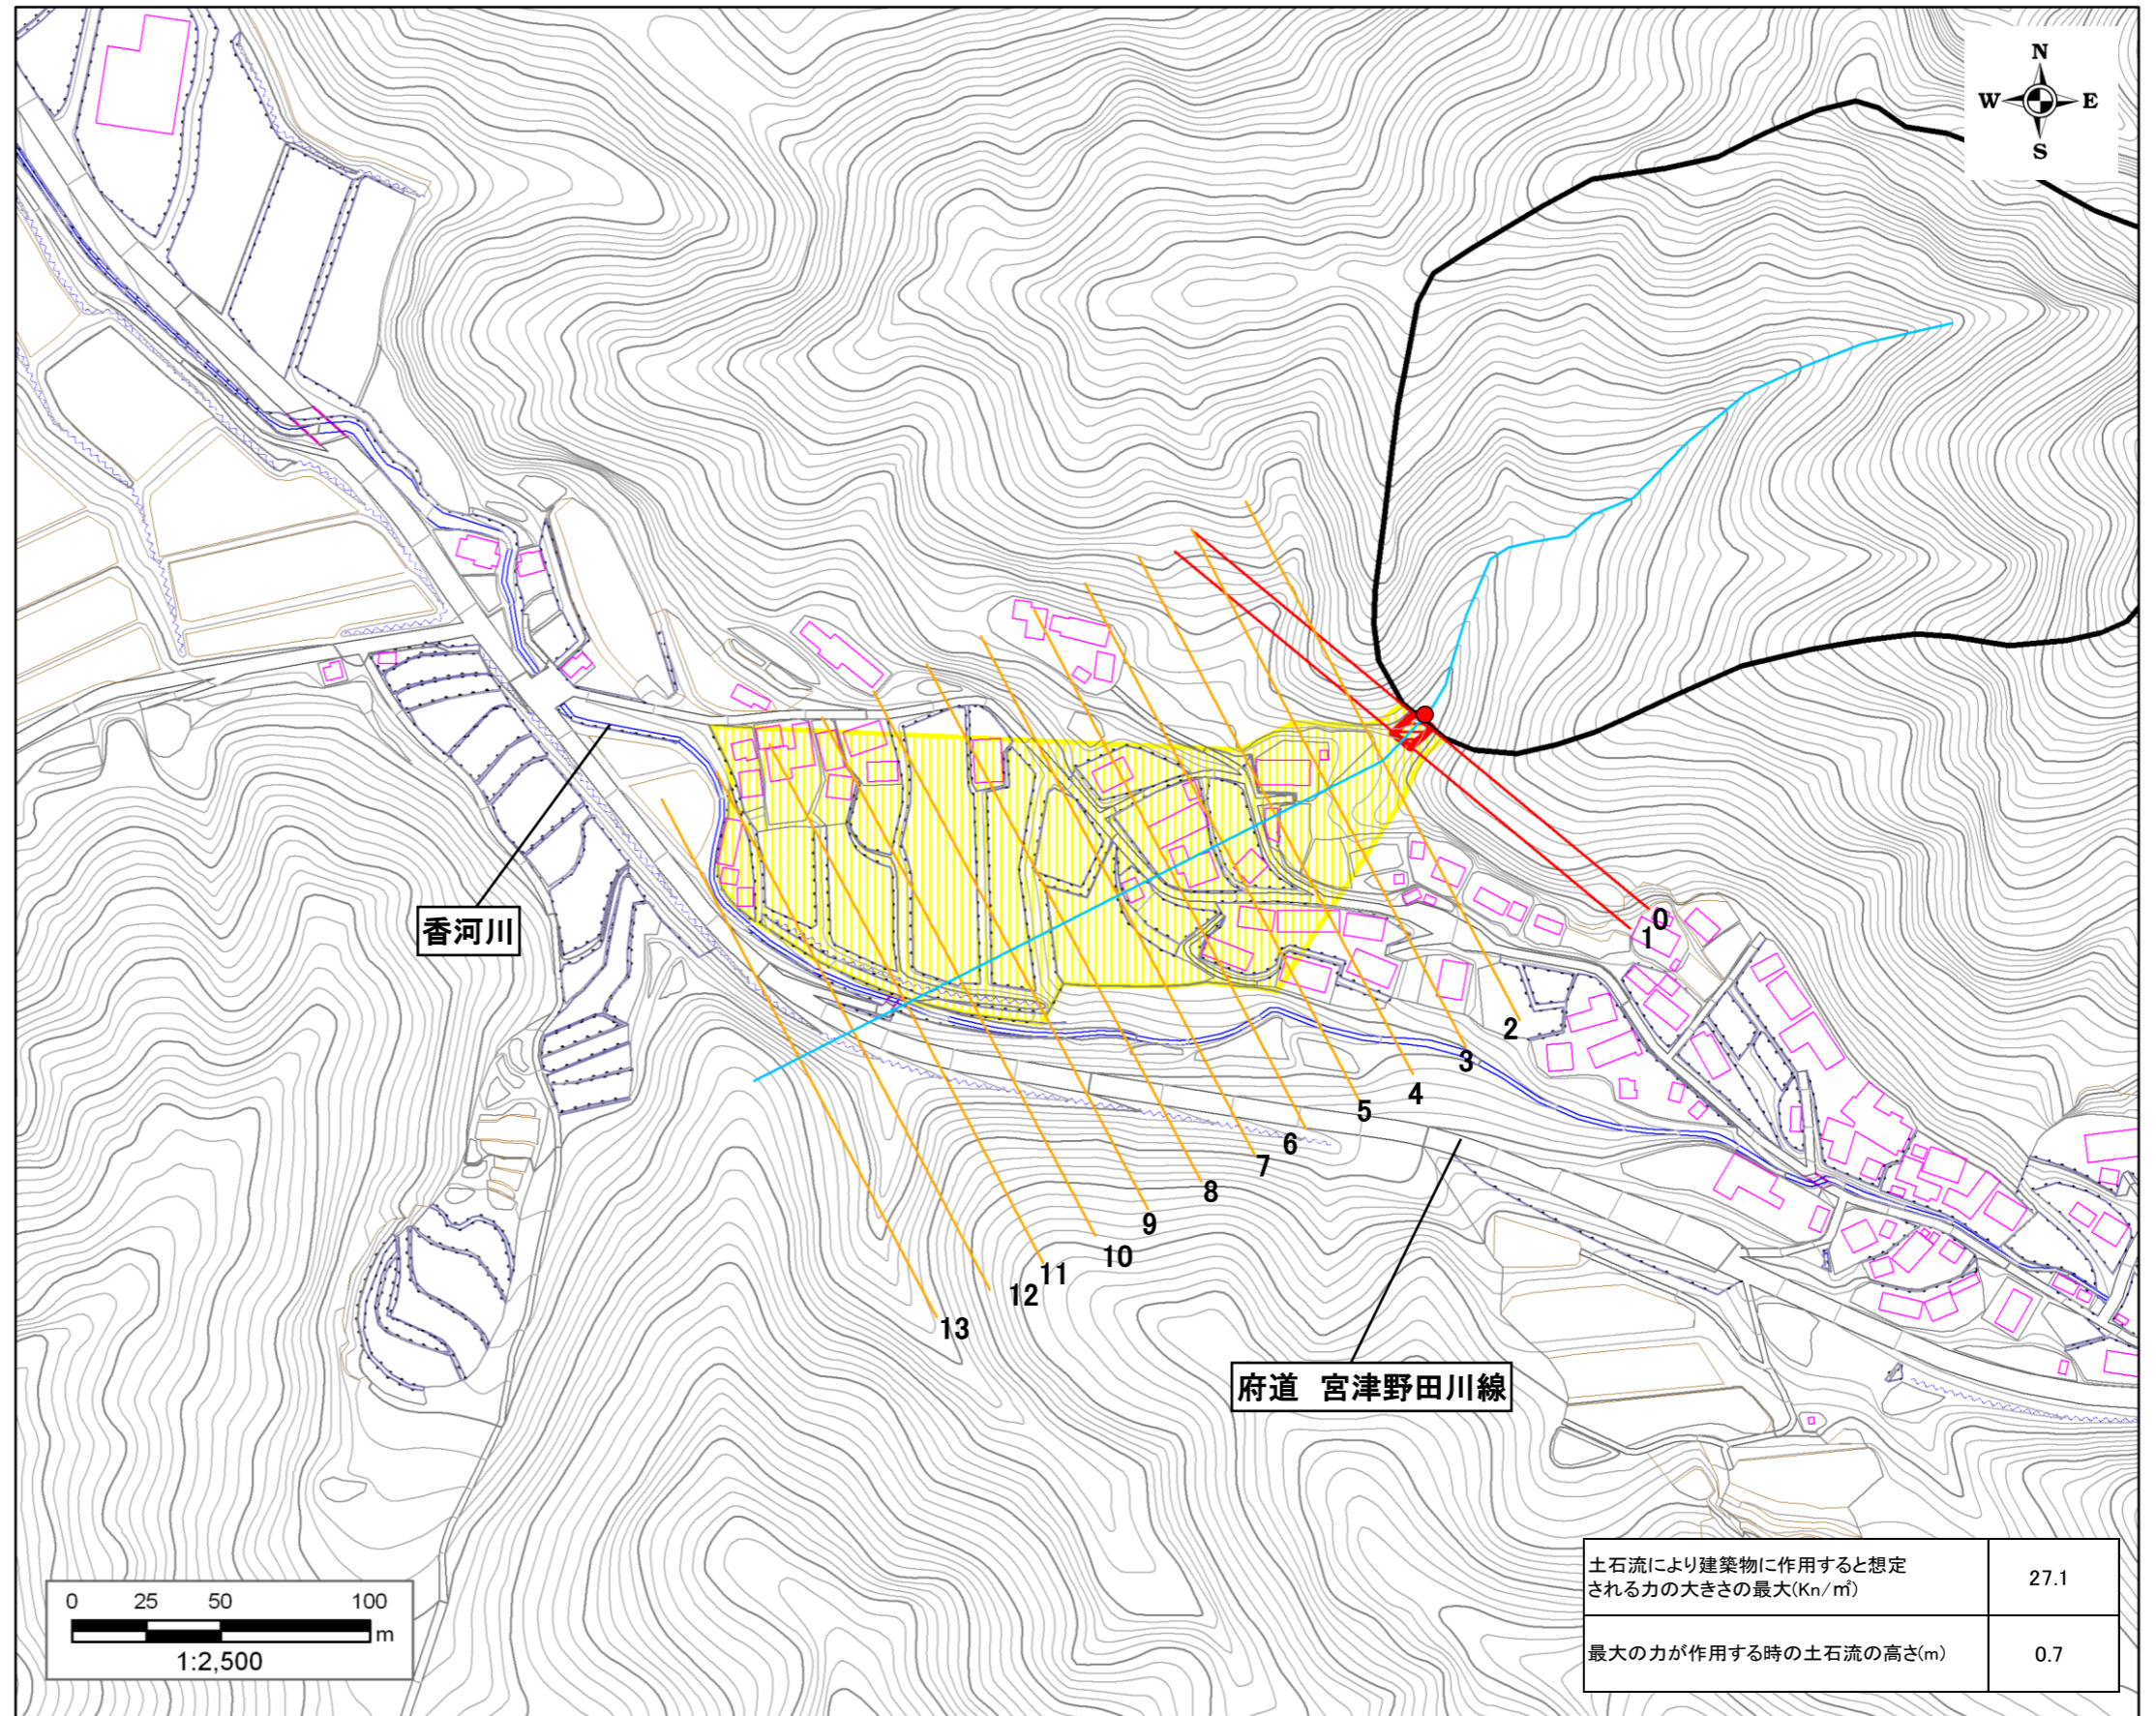 N
W E
S
0
1
2
3
4
5
6
7
8
9
10
11
12
13
香河川
府道 宮津野田川線
土石流により建築物に作用すると想定
される力の大きさの最大(Kn/㎡)
27.1
最大の力が作用する時の土石流の高さ(m)
0.7
0 25 50 100
m
1:2,500